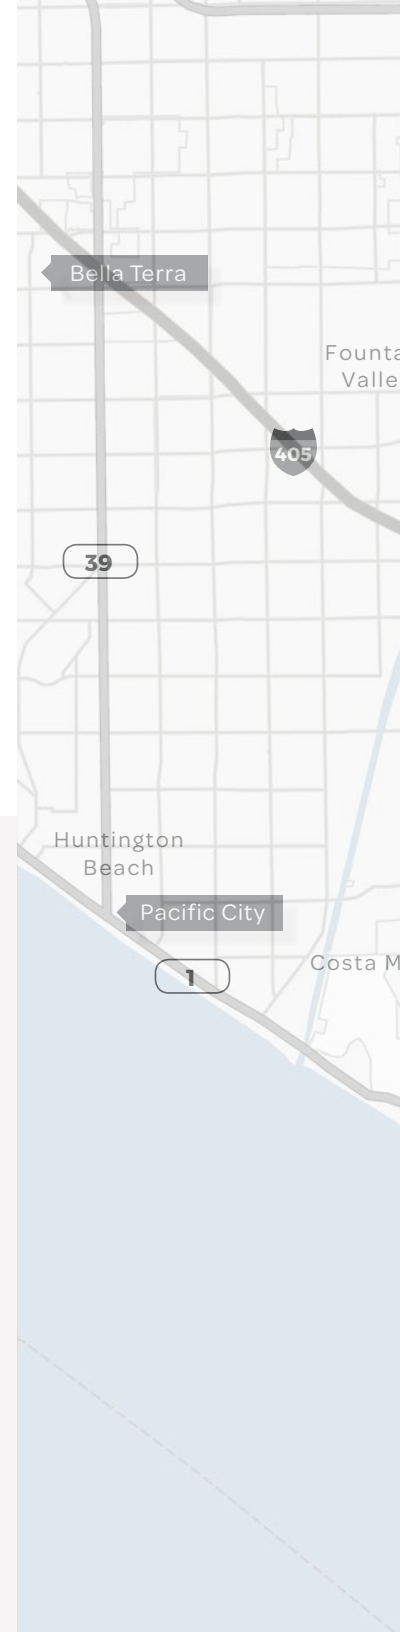 Bella Terra
Founta
Valle
405
39
Huntington
Beach
Pacific City
1
Costa M